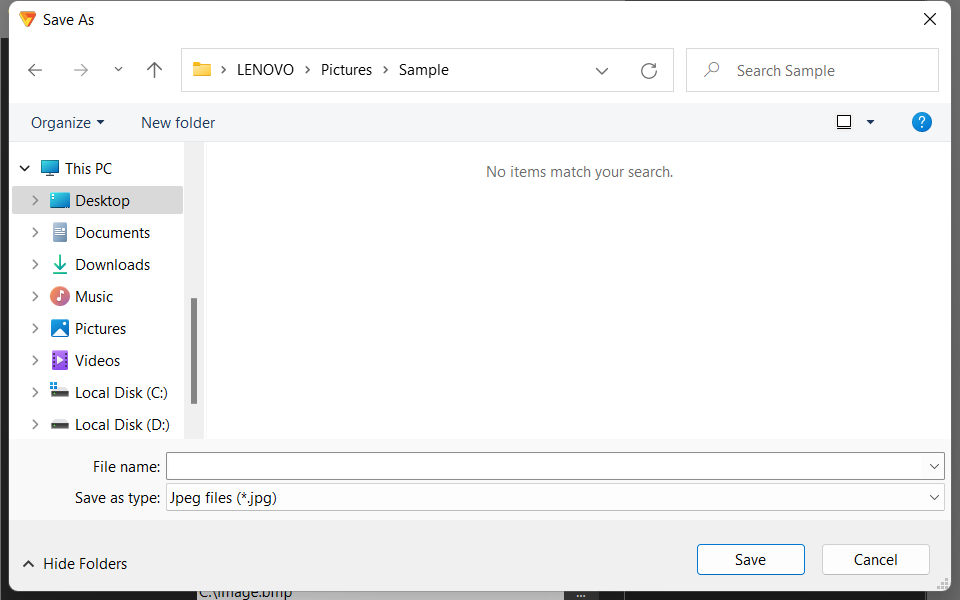 Save As
LENOVO Pictures Sample
Search Sample
Organize New folder
?
This PC
Desktop
Documents
Downloads
Music
Pictures
Videos
Local Disk (C:)
Local Disk (D:)
No items match your search.
File name:
Save as type: Jpeg files (*.jpg)
Hide Folders
Save Cancel
C:\image.bmp ...